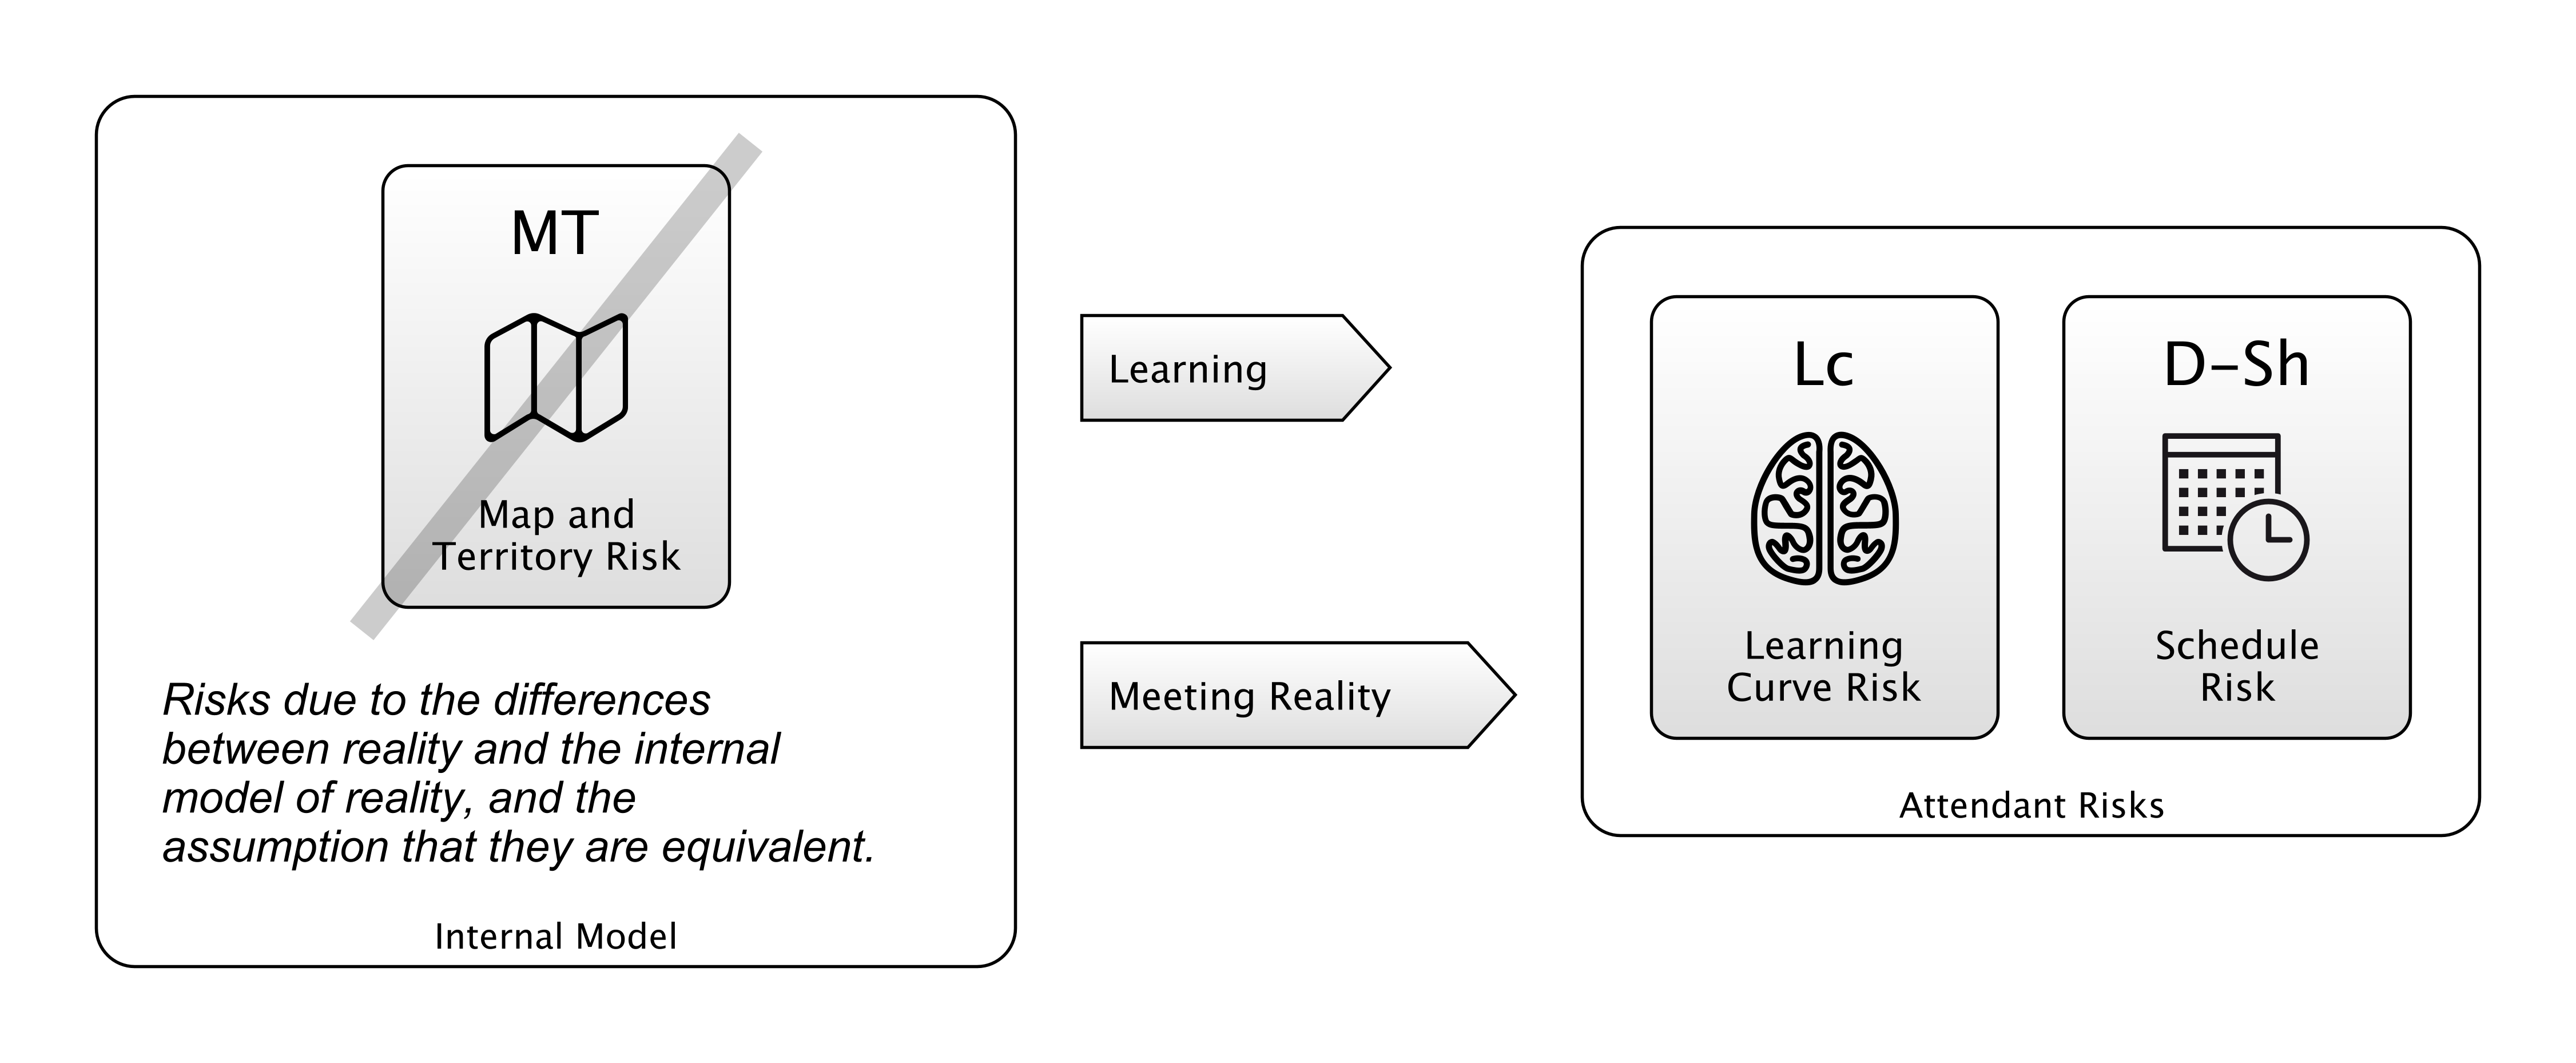 MT
Map and
Territory Risk
Risks due to the differences
between reality and the internal
model of reality, and the
assumption that they are equivalent.
Internal Model
Learning
Meeting Reality
Lc
Learning
Curve Risk
D-Sh
Schedule
Risk
Attendant Risks